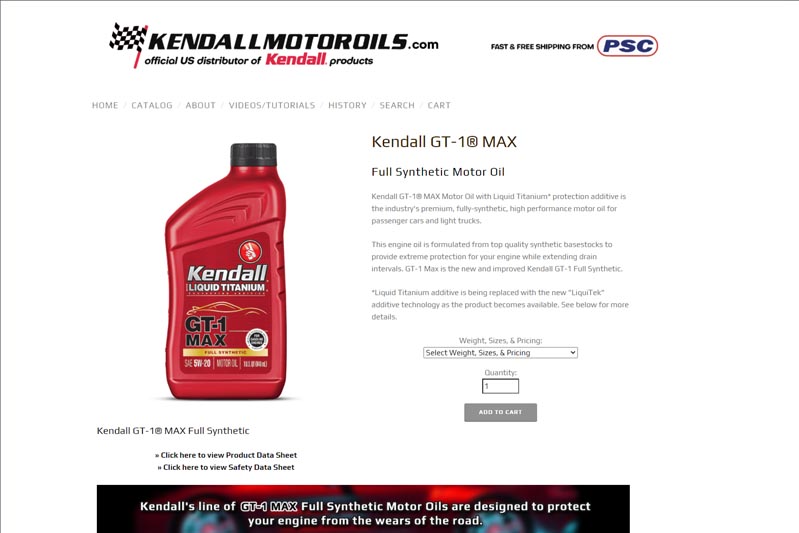 KENDALLMOTOROILS.com
official US distributor of Kendall products
FAST & FREE SHIPPING FROM PSC
HOME / CATALOG / ABOUT / VIDEOS/TUTORIALS / HISTORY / SEARCH / CART
Kendall GT-1® MAX
Full Synthetic Motor Oil
Kendall GT-1® MAX Motor Oil with Liquid Titanium* protection additive is
the industry's premium, fully-synthetic, high performance motor oil for
passenger cars and light trucks.
This engine oil is formulated from top quality synthetic basestocks to
provide extreme protection for your engine while extending drain
intervals. GT-1 Max is the new and improved Kendall GT-1 Full Synthetic.
*Liquid Titanium additive is being replaced with the new "LiquiTek"
additive technology as the product becomes available. See below for more
details.
Weight, Sizes, & Pricing:
Select Weight, Sizes, & Pricing
Quantity:
1
ADD TO CART
Kendall
LIQUID TITANIUM
GT-1
MAX
FULL SYNTHETIC
SAE 5W-20 MOTOR OIL
Kendall GT-1® MAX Full Synthetic
» Click here to view Product Data Sheet
» Click here to view Safety Data Sheet
Kendall's line of GT-1 MAX Full Synthetic Motor Oils are designed to protect
your engine from the wears of the road.